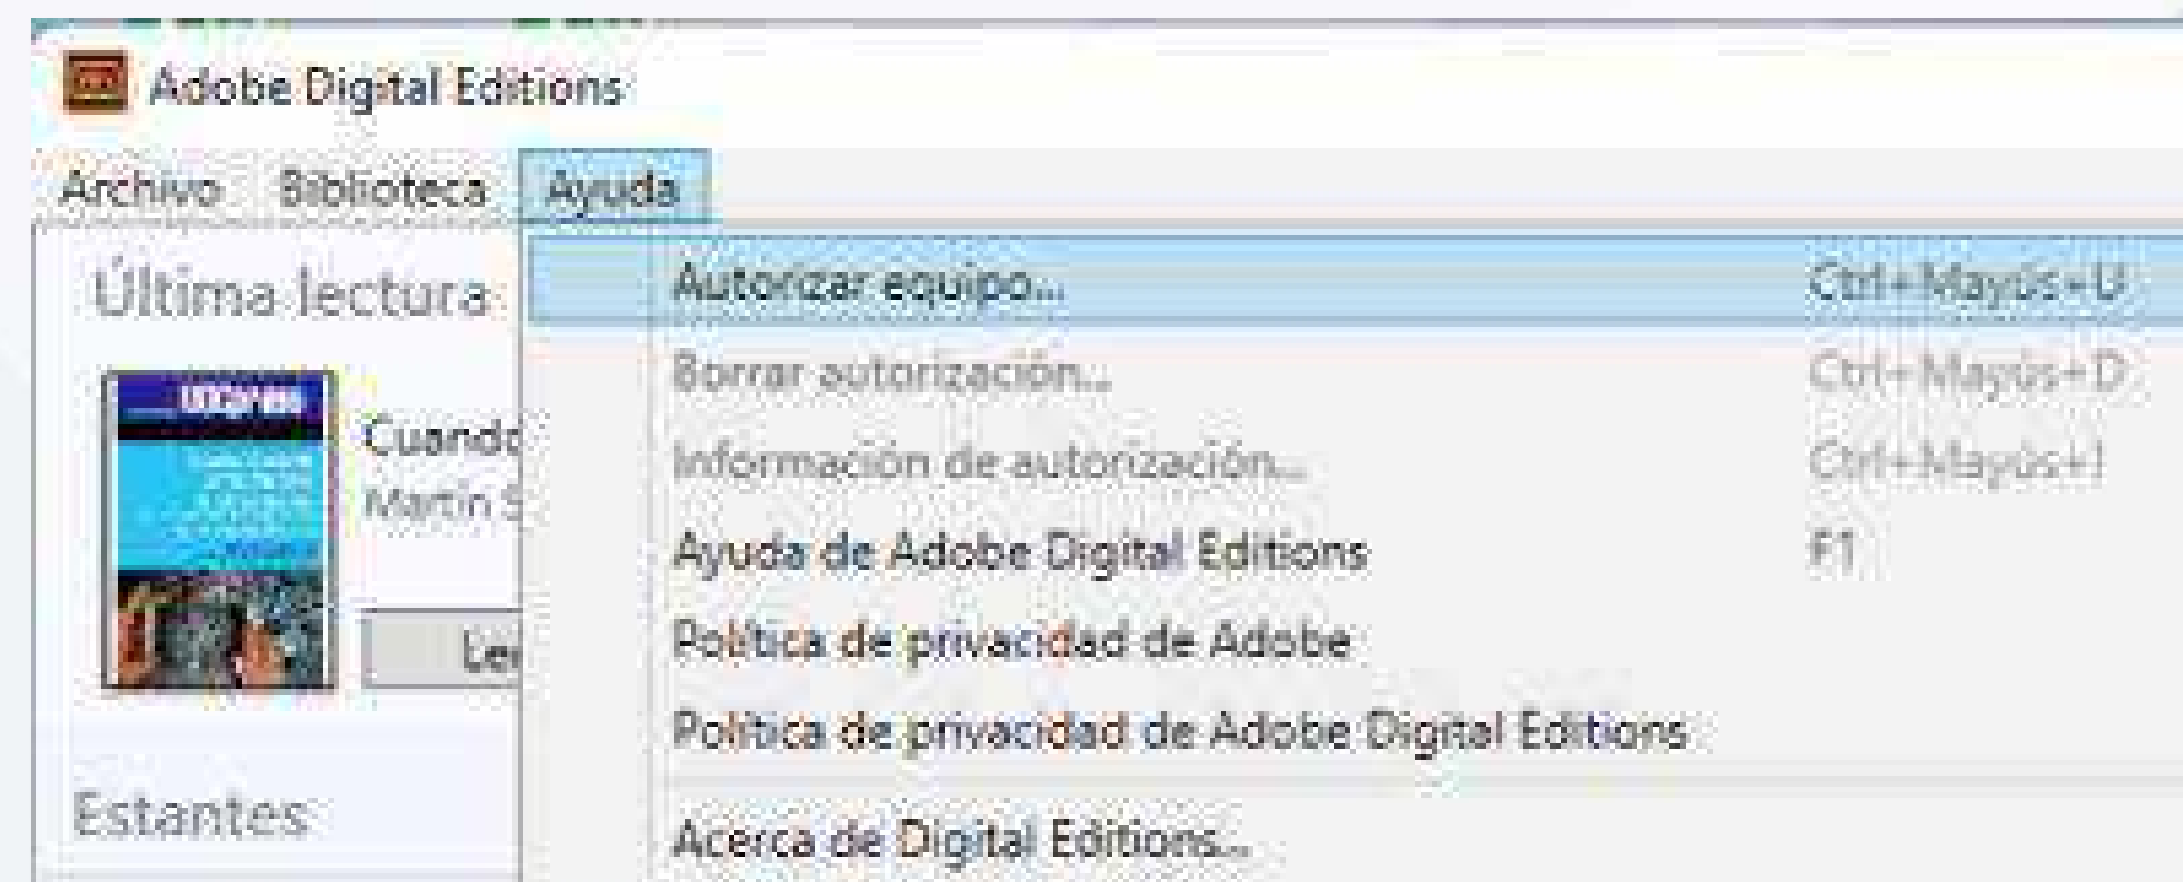 Adobe Digital Editions
Archivo Biblioteca Ayuda
Última lectura
Autorizar equipo... Ctrl+Mayús+U
Borrar autorización... Ctrl+Mayús+D
Cuando
Información de autorización... Ctrl+Mayús+I
Martin S
Ayuda de Adobe Digital Editions F1
Política de privacidad de Adobe
Política de privacidad de Adobe Digital Editions
Estantes
Acerca de Digital Editions...